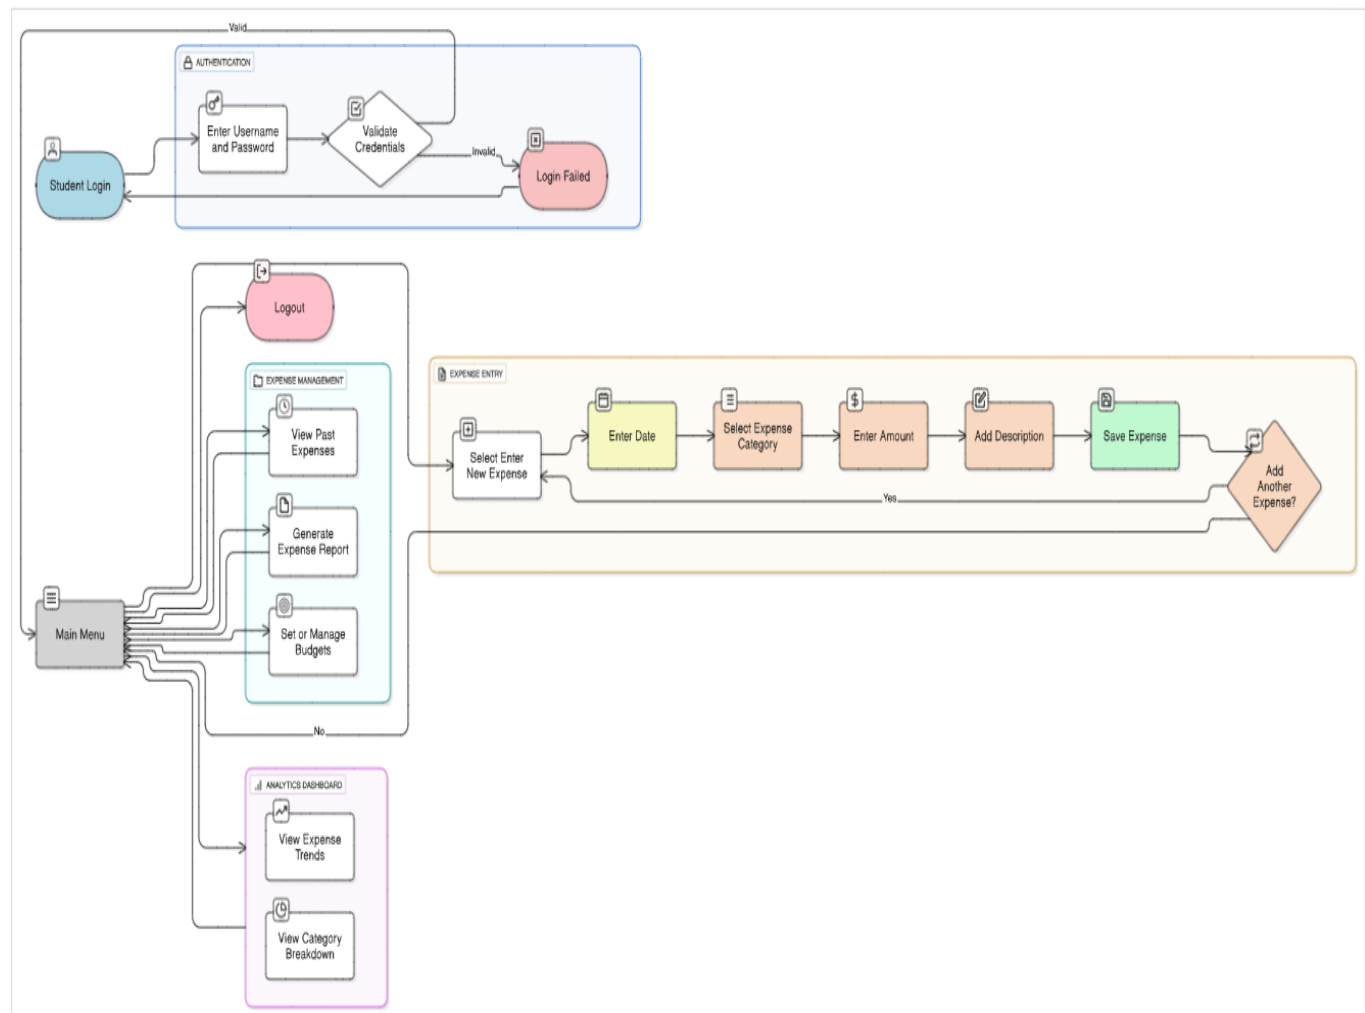 Valid
AUTHENTICATION
Enter Username
and Password
Validate
Credentials
Invalid
Student Login
Login Failed
Logout
EXPENSE MANAGEMENT
View Past
Expenses
Generate
Expense Report
Set or Manage
Budgets
Main Menu
No
EXPENSE ENTRY
Select Enter
New Expense
Enter Date
Select Expense
Category
Enter Amount
Add Description
Save Expense
Add
Another
Expense?
Yes
ANALYTICS DASHBOARD
View Expense
Trends
View Category
Breakdown